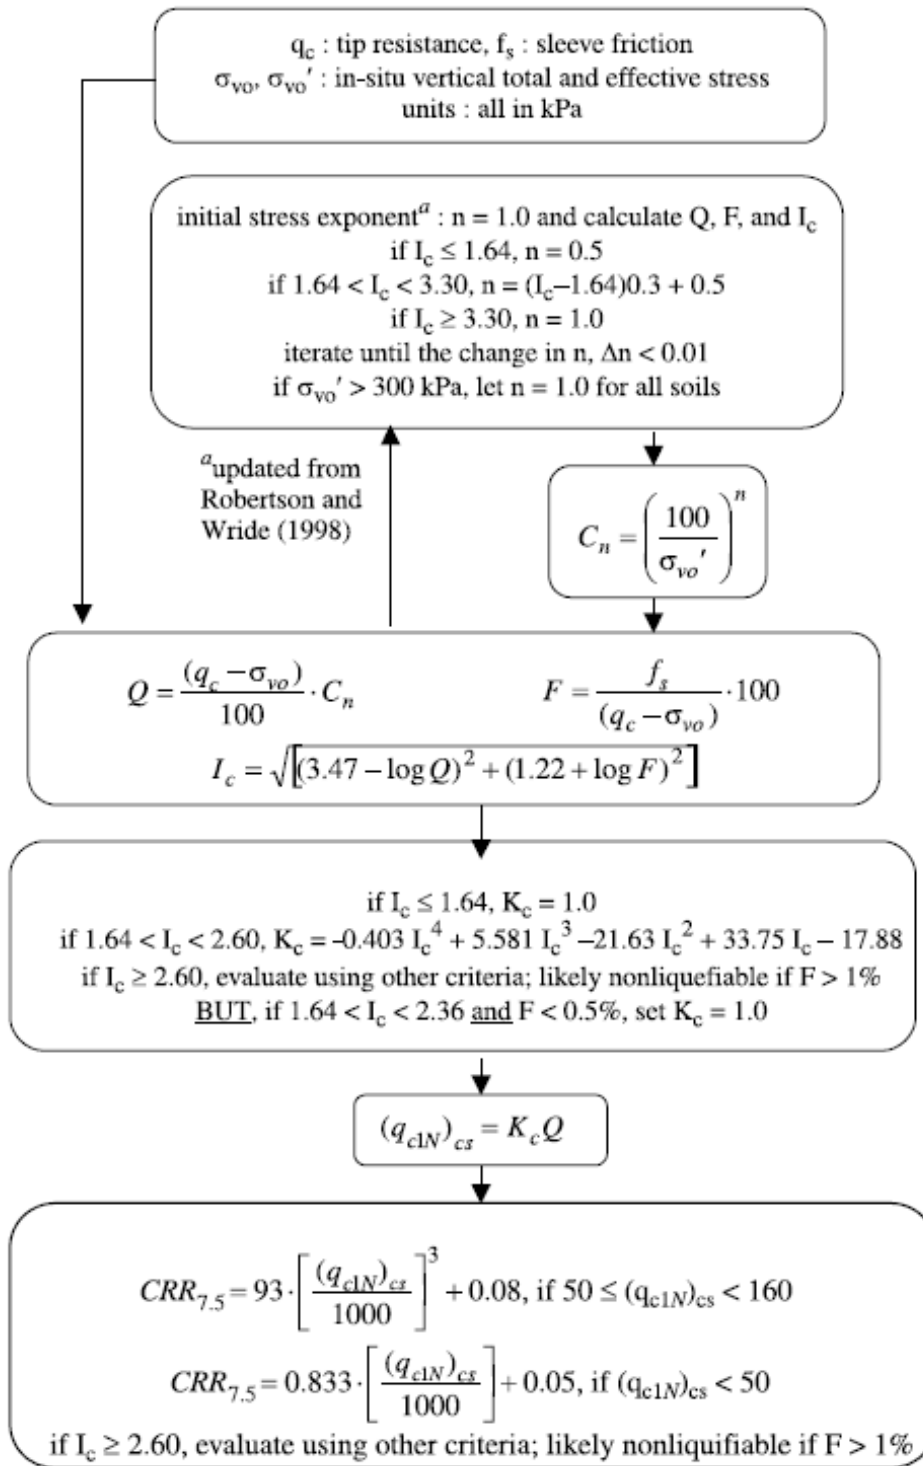 q_c : tip resistance, f_s : sleeve friction
σ_vo, σ_vo' : in-situ vertical total and effective stress
units : all in kPa
initial stress exponent^a : n = 1.0 and calculate Q, F, and I_c
if I_c ≤ 1.64, n = 0.5
if 1.64 < I_c < 3.30, n = (I_c–1.64)0.3 + 0.5
if I_c ≥ 3.30, n = 1.0
iterate until the change in n, Δn < 0.01
if σ_vo' > 300 kPa, let n = 1.0 for all soils
^a updated from
Robertson and
Wride (1998)
C_n = (100 / σ_vo')^n
Q = (q_c – σ_vo) / 100 · C_n
F = f_s / (q_c – σ_vo) · 100
I_c = √[(3.47 – log Q)^2 + (1.22 + log F)^2]
if I_c ≤ 1.64, K_c = 1.0
if 1.64 < I_c < 2.60, K_c = -0.403 I_c^4 + 5.581 I_c^3 –21.63 I_c^2 + 33.75 I_c – 17.88
if I_c ≥ 2.60, evaluate using other criteria; likely nonliquefiable if F > 1%
BUT, if 1.64 < I_c < 2.36 and F < 0.5%, set K_c = 1.0
(q_c1N)_cs = K_c Q
CRR_7.5 = 93 · [(q_c1N)_cs / 1000]^3 + 0.08, if 50 ≤ (q_c1N)_cs < 160
CRR_7.5 = 0.833 · [(q_c1N)_cs / 1000] + 0.05, if (q_c1N)_cs < 50
if I_c ≥ 2.60, evaluate using other criteria; likely nonliquifiable if F > 1%